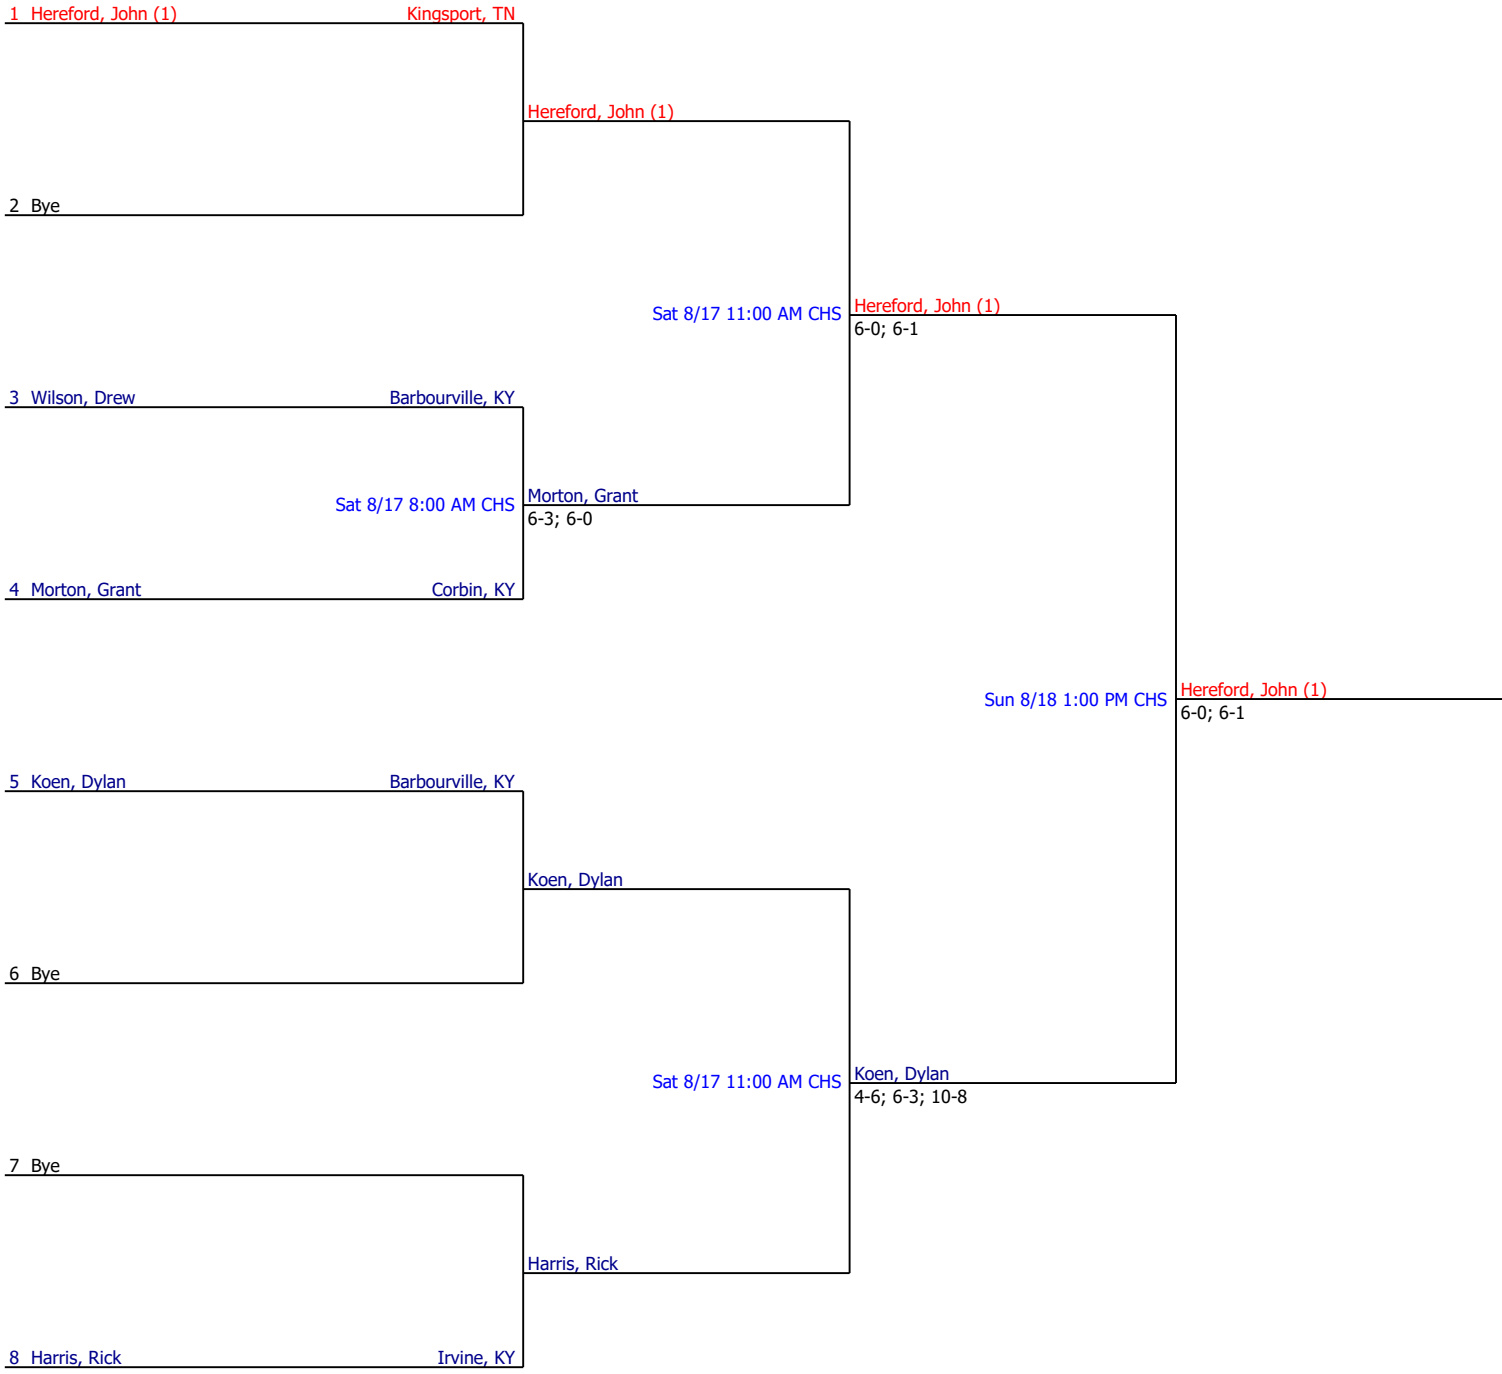 1 Hereford, John (1) Kingsport, TN
Hereford, John (1)
2 Bye
Sat 8/17 11:00 AM CHS
Hereford, John (1)
6-0; 6-1
3 Wilson, Drew Barbourville, KY
Sat 8/17 8:00 AM CHS
Morton, Grant
6-3; 6-0
4 Morton, Grant Corbin, KY
Sun 8/18 1:00 PM CHS
Hereford, John (1)
6-0; 6-1
5 Koen, Dylan Barbourville, KY
Koen, Dylan
6 Bye
Sat 8/17 11:00 AM CHS
Koen, Dylan
4-6; 6-3; 10-8
7 Bye
Harris, Rick
8 Harris, Rick Irvine, KY